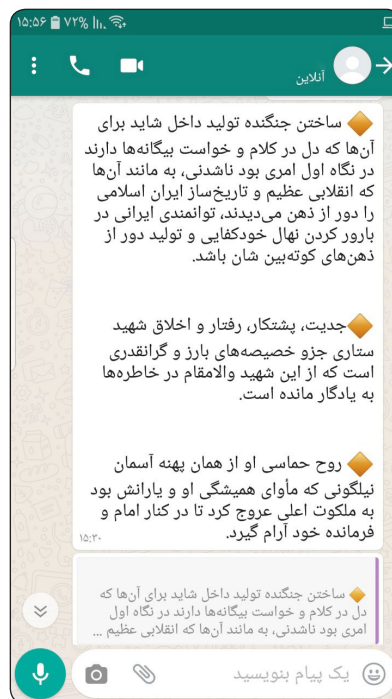 ۱۵:۵۶ ۷۲%
آنلاین
ساختن جنگنده تولید داخل شاید برای
آن‌ها که دل در کلام و خواست بیگانه‌ها دارند
در نگاه اول امری بود ناشدنی، به مانند آن‌ها
که انقلابی عظیم و تاریخ‌ساز ایران اسلامی
را دور از ذهن می‌دیدند، توانمندی ایرانی در
بارور کردن نهال خودکفایی و تولید دور از
ذهن‌های کوته‌بین شان باشد.
جدیت، پشتکار، رفتار و اخلاق شهید
ستاری جزو خصیصه‌های بارز و گرانقدری
است که از این شهید والامقام در خاطره‌ها
به یادگار مانده است.
روح حماسی او از همان پهنه آسمان
نیلگونی که مأوای همیشگی او و یارانش بود
به ملکوت اعلی عروج کرد تا در کنار امام و
فرمانده خود آرام گیرد.
۱۵:۳۰
ساختن جنگنده تولید داخل شاید برای آن‌ها که
دل در کلام و خواست بیگانه‌ها دارند در نگاه اول
امری بود ناشدنی، به مانند آن‌ها که انقلابی عظیم ...
یک پیام بنویسید